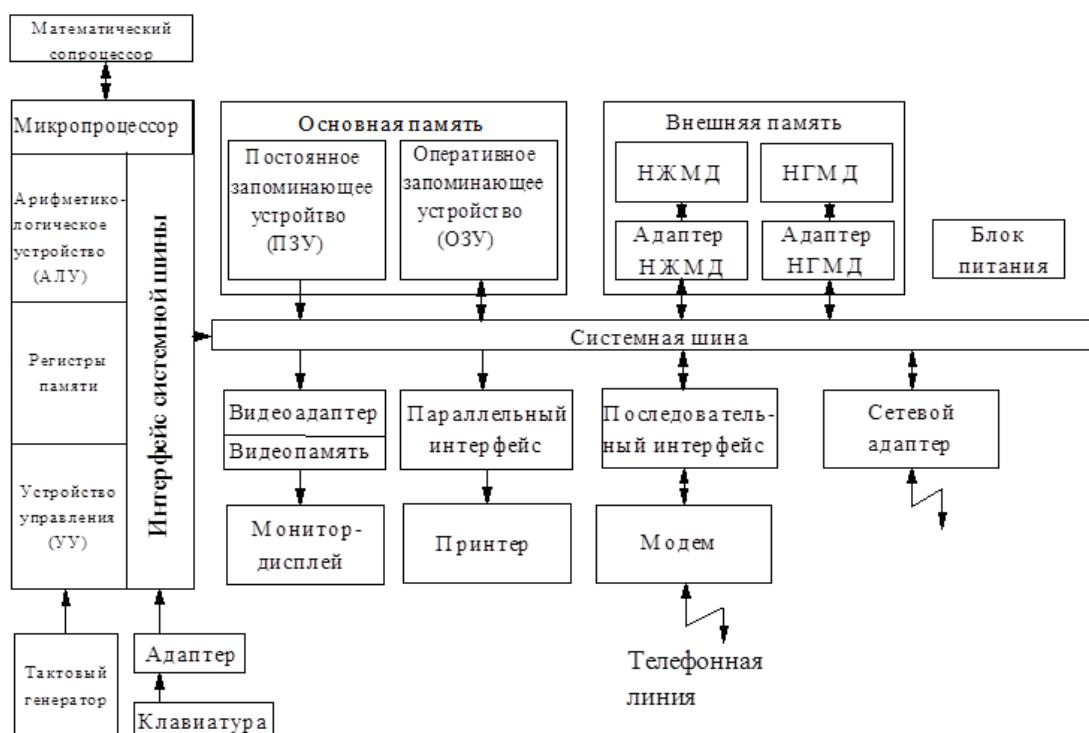 Математический
сопроцессор
Микропроцессор
Арифметико-
логическое
устройство
(АЛУ)
Регистры
памяти
Устройство
управления
(УУ)
Интерфейс системной шины
Тактовый
генератор
Адаптер
Клавиатура
Основная память
Постоянное
запоминающее
устройтво
(ПЗУ)
Оперативное
запоминающее
устройство
(ОЗУ)
Внешняя память
НЖМД
НГМД
Адаптер
НЖМД
Адаптер
НГМД
Блок
питания
Системная шина
Видеоадаптер
Видеопамять
Монитор-
дисплей
Параллельный
интерфейс
Принтер
Последователь-
ный интерфейс
Модем
Телефонная
линия
Сетевой
адаптер